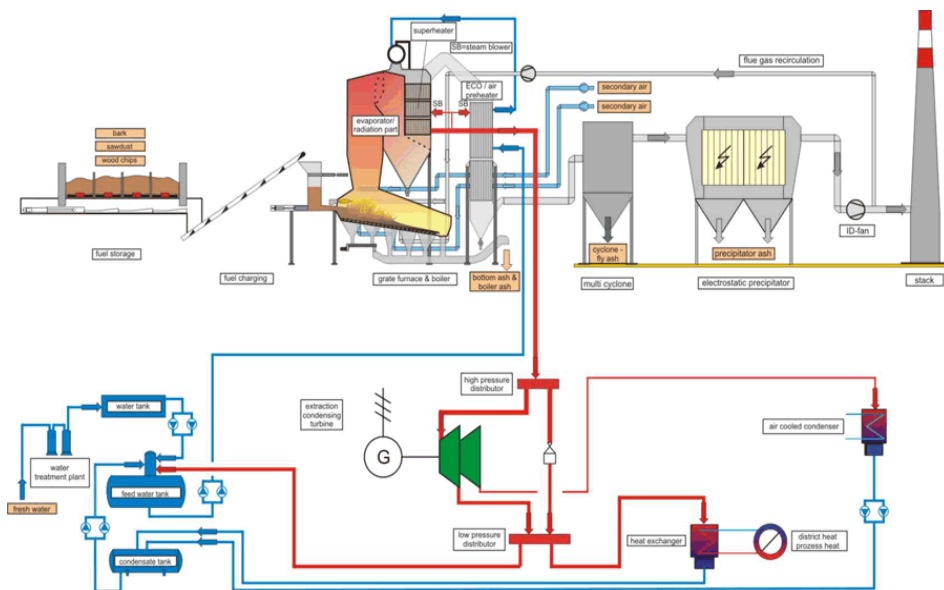 superheater
SB=steam blower
flue gas recirculation
ECO / air
preheater
secondary air
SB
SB
secondary air
evaporator/
radiation part
bark
sawdust
wood chips
ID-fan
fuel storage
cyclone -
fly ash
precipitator ash
fuel charging
grate furnace & boiler
bottom ash &
boiler ash
multi cyclone
electrostatic precipitator
stack
high pressure
distributor
water tank
extraction
condensing
turbine
air cooled condenser
G
water
treatment plant
feed water tank
fresh water
low pressure
distributor
heat exchanger
district heat
prozess heat
condensate tank